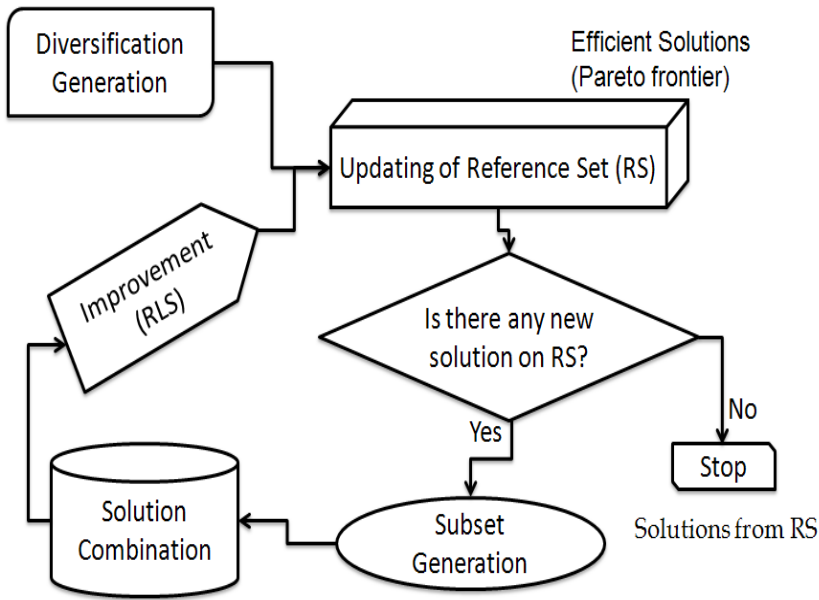 Diversification
Generation
Efficient Solutions
(Pareto frontier)
Updating of Reference Set (RS)
Improvement
(RLS)
Is there any new
solution on RS?
No
Yes
Stop
Solutions from RS
Solution
Combination
Subset
Generation